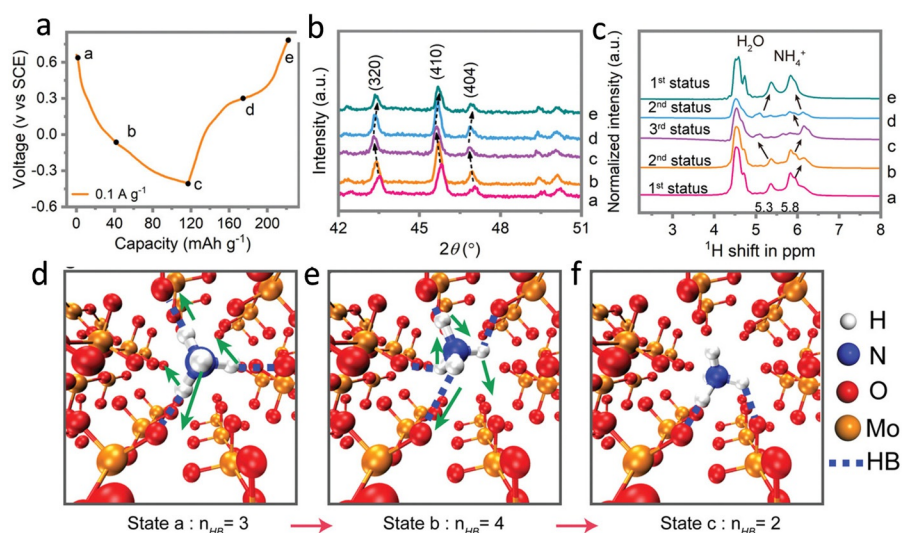 a
Voltage (v vs SCE)
0.6
0.3
0.0
-0.3
-0.6
a
b
c
d
e
0.1 A g⁻¹
0
40
80
120
160
200
Capacity (mAh g⁻¹)
b
Intensity (a.u.)
(320)
(410)
(404)
e
d
c
b
a
42
45
48
51
2θ (°)
c
Normalized intensity (a.u.)
H₂O
NH₄⁺
1ˢᵗ status
e
2ⁿᵈ status
d
3ʳᵈ status
c
2ⁿᵈ status
b
1ˢᵗ status
a
5.3 5.8
3
4
5
6
7
8
¹H shift in ppm
d
e
f
H
N
O
Mo
HB
State a : n_HB = 3
State b : n_HB = 4
State c : n_HB = 2